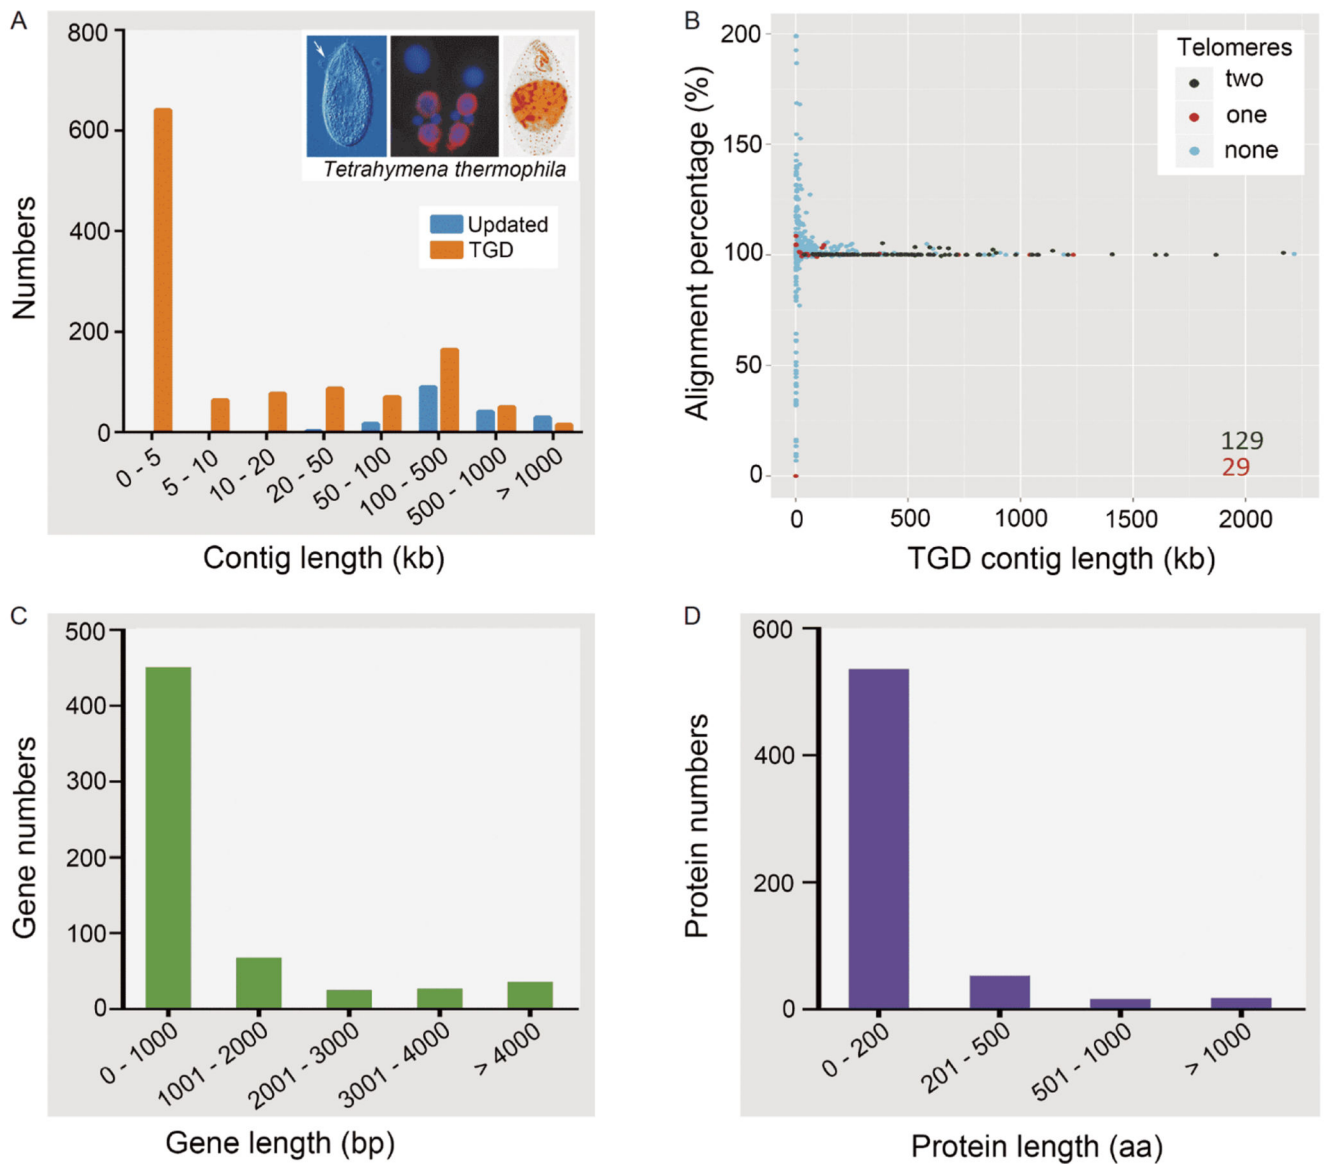 A
800
600
400
200
0
Numbers
Tetrahymena thermophila
Updated
TGD
0 - 5
5 - 10
10 - 20
20 - 50
50 - 100
100 - 500
500 - 1000
> 1000
Contig length (kb)
B
200
150
100
50
0
Alignment percentage (%)
Telomeres
two
one
none
129
29
0
500
1000
1500
2000
TGD contig length (kb)
C
500
400
300
200
100
0
Gene numbers
0 - 1000
1001 - 2000
2001 - 3000
3001 - 4000
> 4000
Gene length (bp)
D
600
400
200
0
Protein numbers
0 - 200
201 - 500
501 - 1000
> 1000
Protein length (aa)